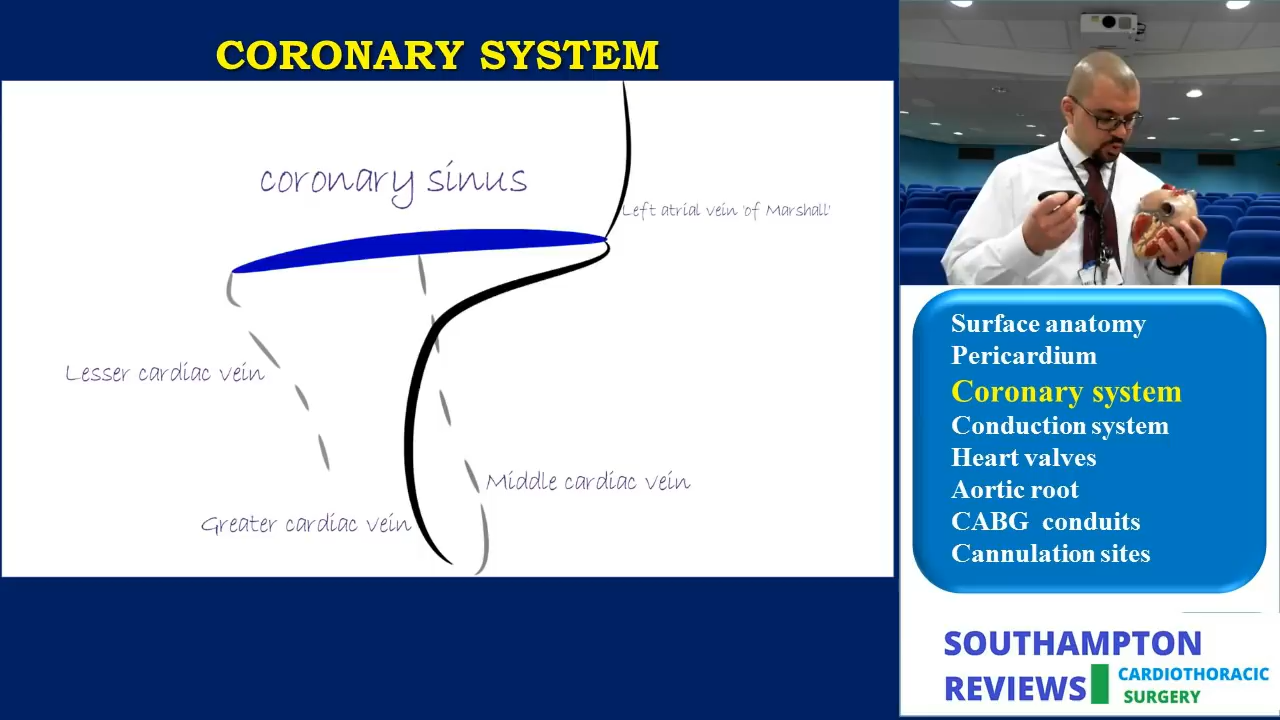 CORONARY SYSTEM
coronary sinus
Left atrial vein 'of Marshall'
Lesser cardiac vein
Middle cardiac vein
Greater cardiac vein
Surface anatomy
Pericardium
Coronary system
Conduction system
Heart valves
Aortic root
CABG conduits
Cannulation sites
SOUTHAMPTON
REVIEWS
CARDIOTHORACIC
SURGERY